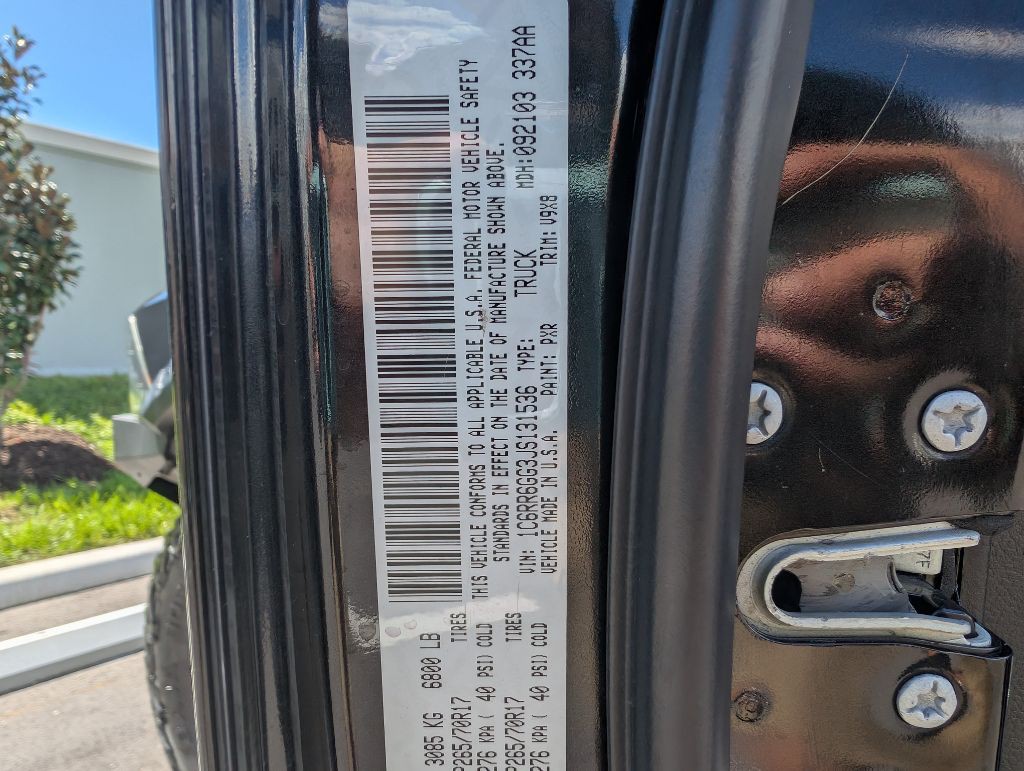 3085 KG 6800 LB
P265/70R17 TIRES
276 KPA ( 40 PSI) COLD
P265/70R17 TIRES
276 KPA ( 40 PSI) COLD
THIS VEHICLE CONFORMS TO ALL APPLICABLE U.S.A. FEDERAL MOTOR VEHICLE SAFETY
STANDARDS IN EFFECT ON THE DATE OF MANUFACTURE SHOWN ABOVE.
VIN: 1C6RR6GG3JS131536 TYPE: TRUCK MDH:092103 337AA
VEHICLE MADE IN U.S.A. PAINT: PXR TRIM: V9X8